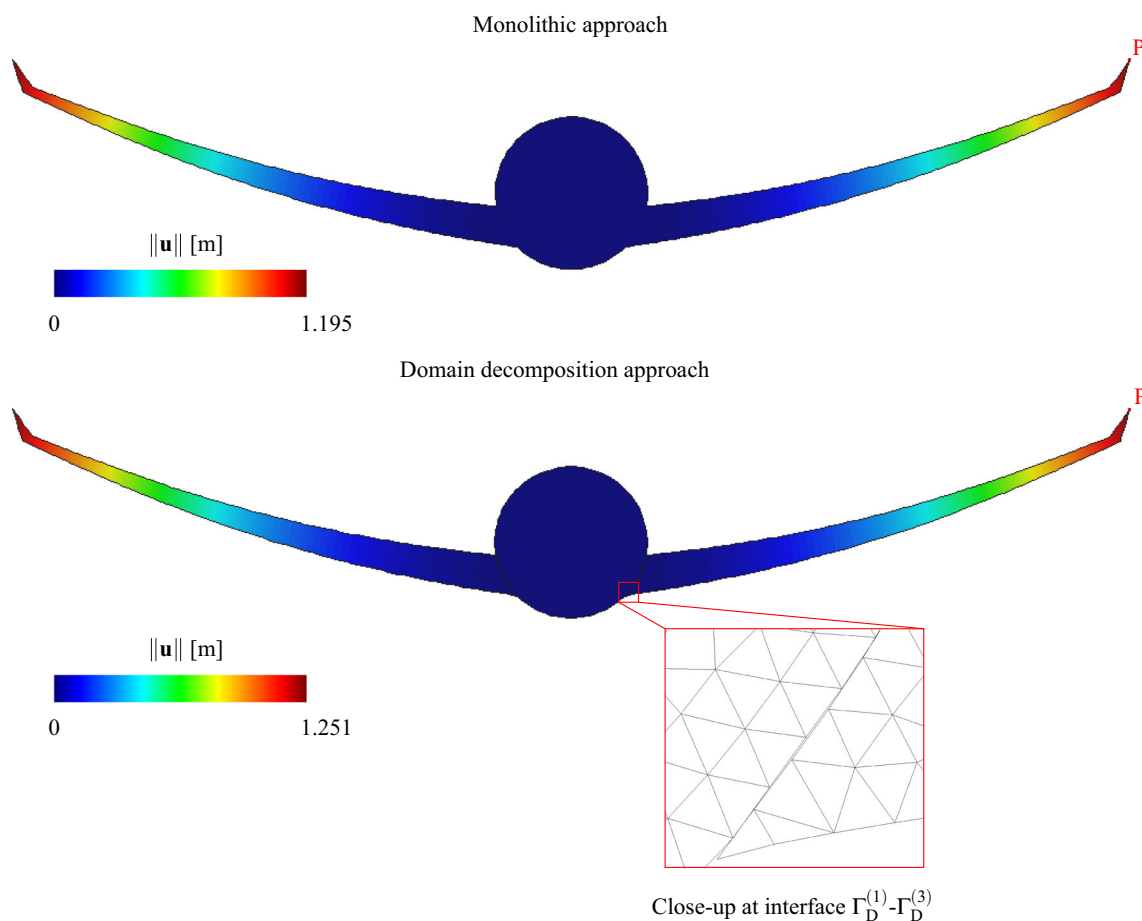 Monolithic approach
P
‖u‖ [m]
0 1.195
Domain decomposition approach
P
‖u‖ [m]
0 1.251
Close-up at interface Γ_D^(1)-Γ_D^(3)